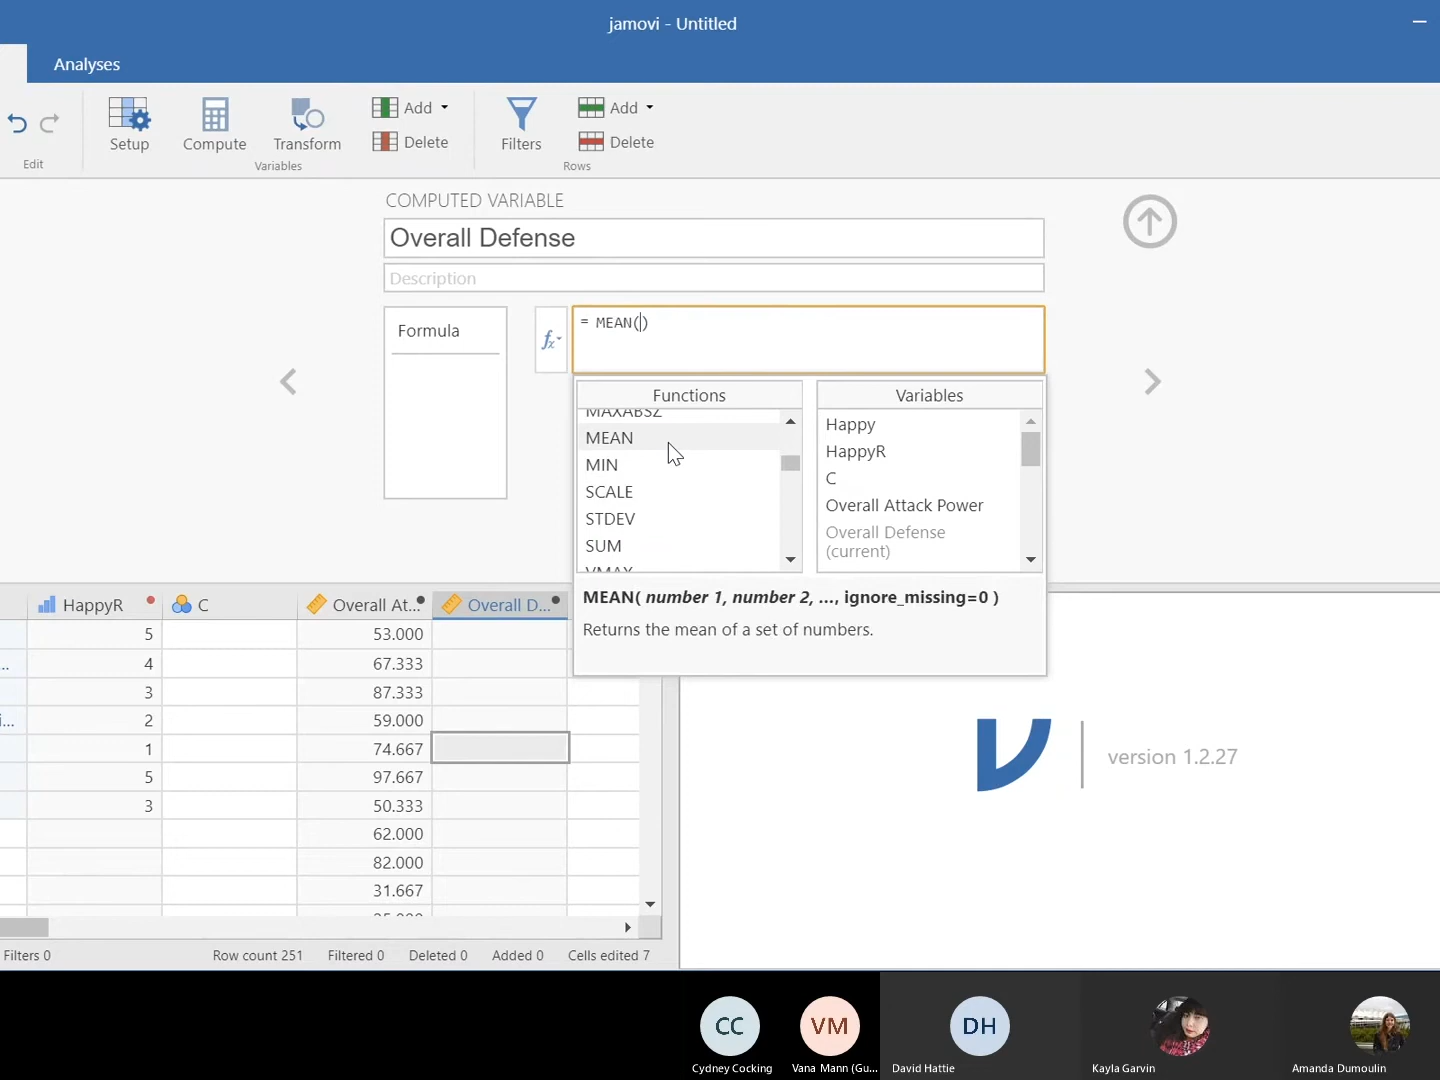 jamovi - Untitled
Analyses
Setup
Compute
Transform
Add
Delete
Filters
Add
Delete
Edit
Variables
Rows
COMPUTED VARIABLE
Overall Defense
Description
Formula
fx
= MEAN()
Functions
Variables
MAXABSZ
MEAN
MIN
SCALE
STDEV
SUM
VMAX
Happy
HappyR
C
Overall Attack Power
Overall Defense
(current)
MEAN( number 1, number 2, ..., ignore_missing=0 )
Returns the mean of a set of numbers.
HappyR
C
Overall At...
Overall D...
5 53.000
... 4 67.333
3 87.333
i... 2 59.000
1 74.667
5 97.667
3 50.333
62.000
82.000
31.667
version 1.2.27
Filters 0
Row count 251
Filtered 0
Deleted 0
Added 0
Cells edited 7
CC
VM
DH
Cydney Cocking
Vana Mann (Gu...
David Hattie
Kayla Garvin
Amanda Dumoulin